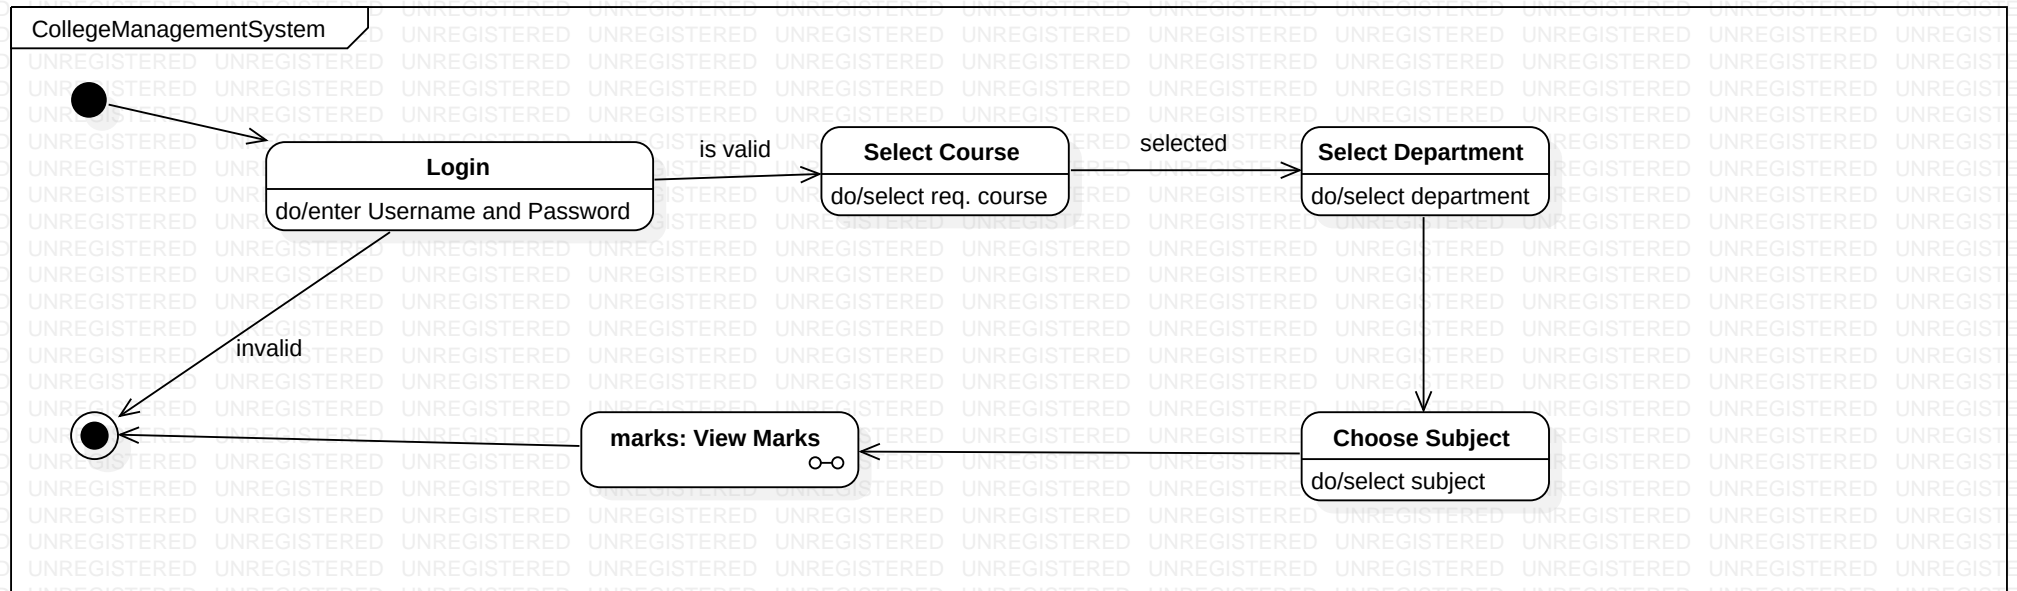 CollegeManagementSystem
Login
do/enter Username and Password
is valid
Select Course
do/select req. course
selected
Select Department
do/select department
invalid
marks: View Marks
Choose Subject
do/select subject
UNREGISTERED